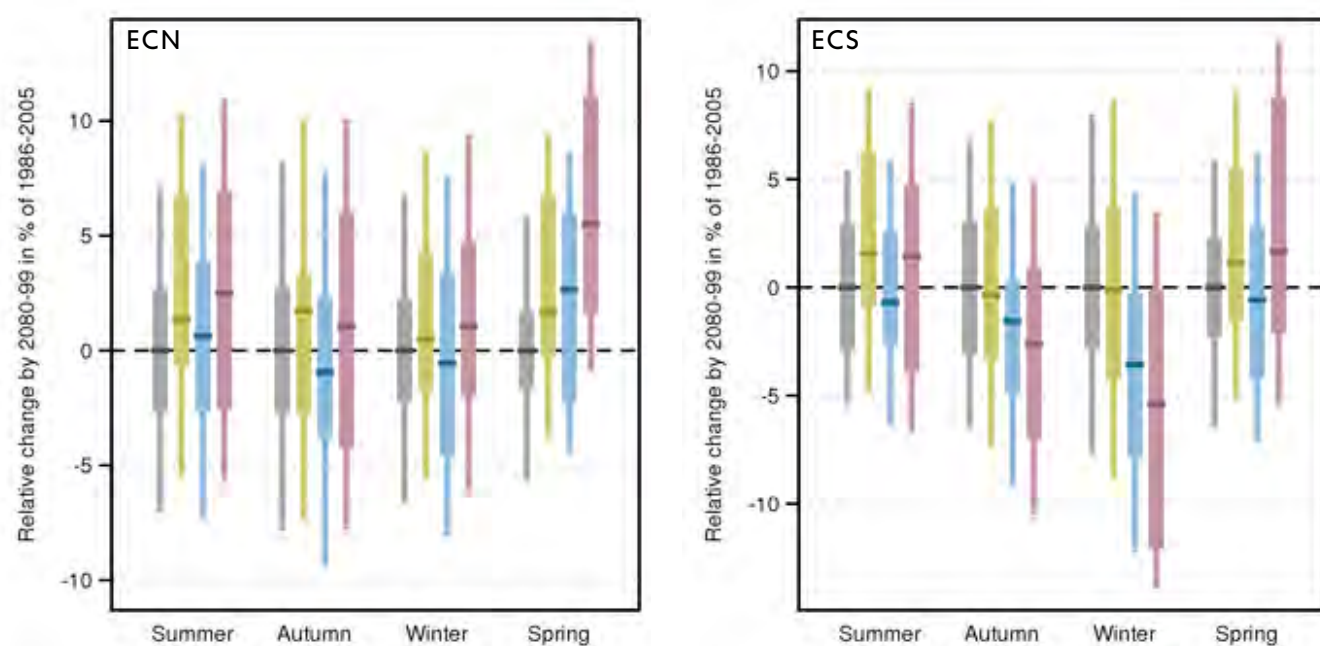 ECN
Relative change by 2080-99 in % of 1986-2005
10
5
0
-5
-10
Summer Autumn Winter Spring
ECS
Relative change by 2080-99 in % of 1986-2005
10
5
0
-5
-10
Summer Autumn Winter Spring